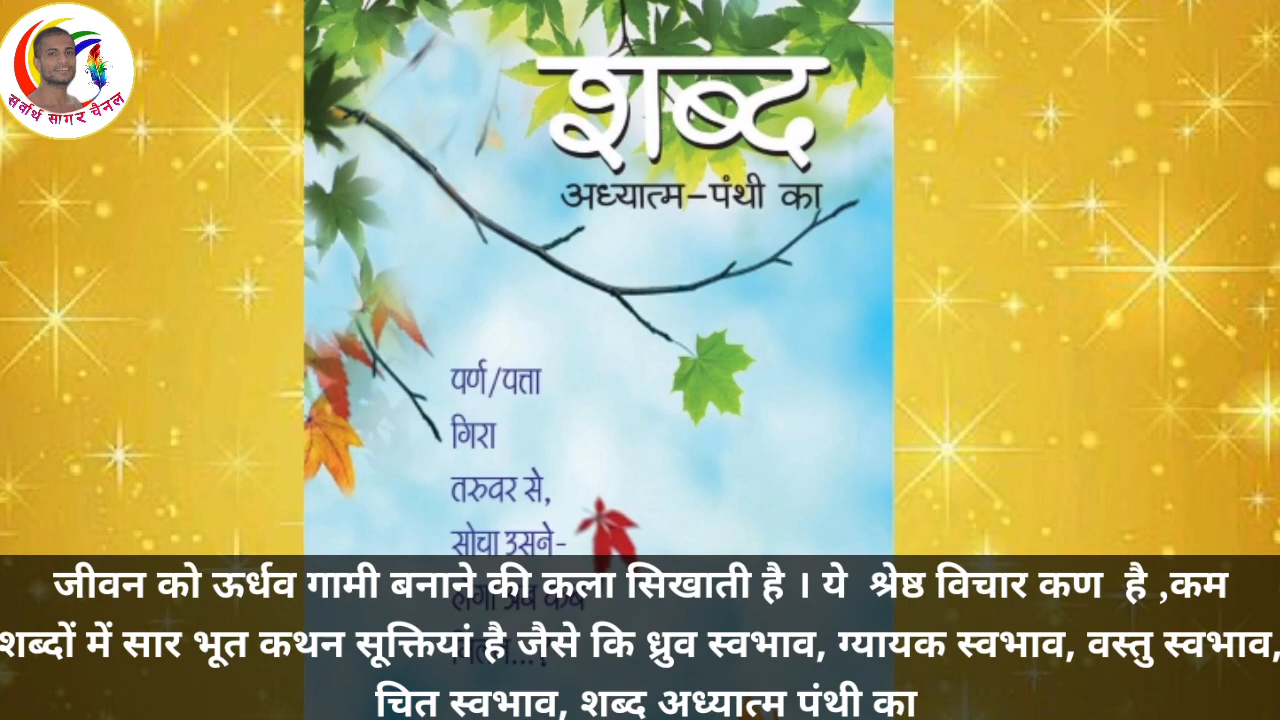 सर्वार्थ सागर चैनल
शब्द
अध्यात्म-पंथी का
पर्ण/पत्ता
गिरा
तरुवर से,
सोचा उसने-
जीवन को ऊर्धव गामी बनाने की कला सिखाती है । ये श्रेष्ठ विचार कण है ,कम
शब्दों में सार भूत कथन सूक्तियां है जैसे कि ध्रुव स्वभाव, ग्यायक स्वभाव, वस्तु स्वभाव,
चित स्वभाव, शब्द अध्यात्म पंथी का